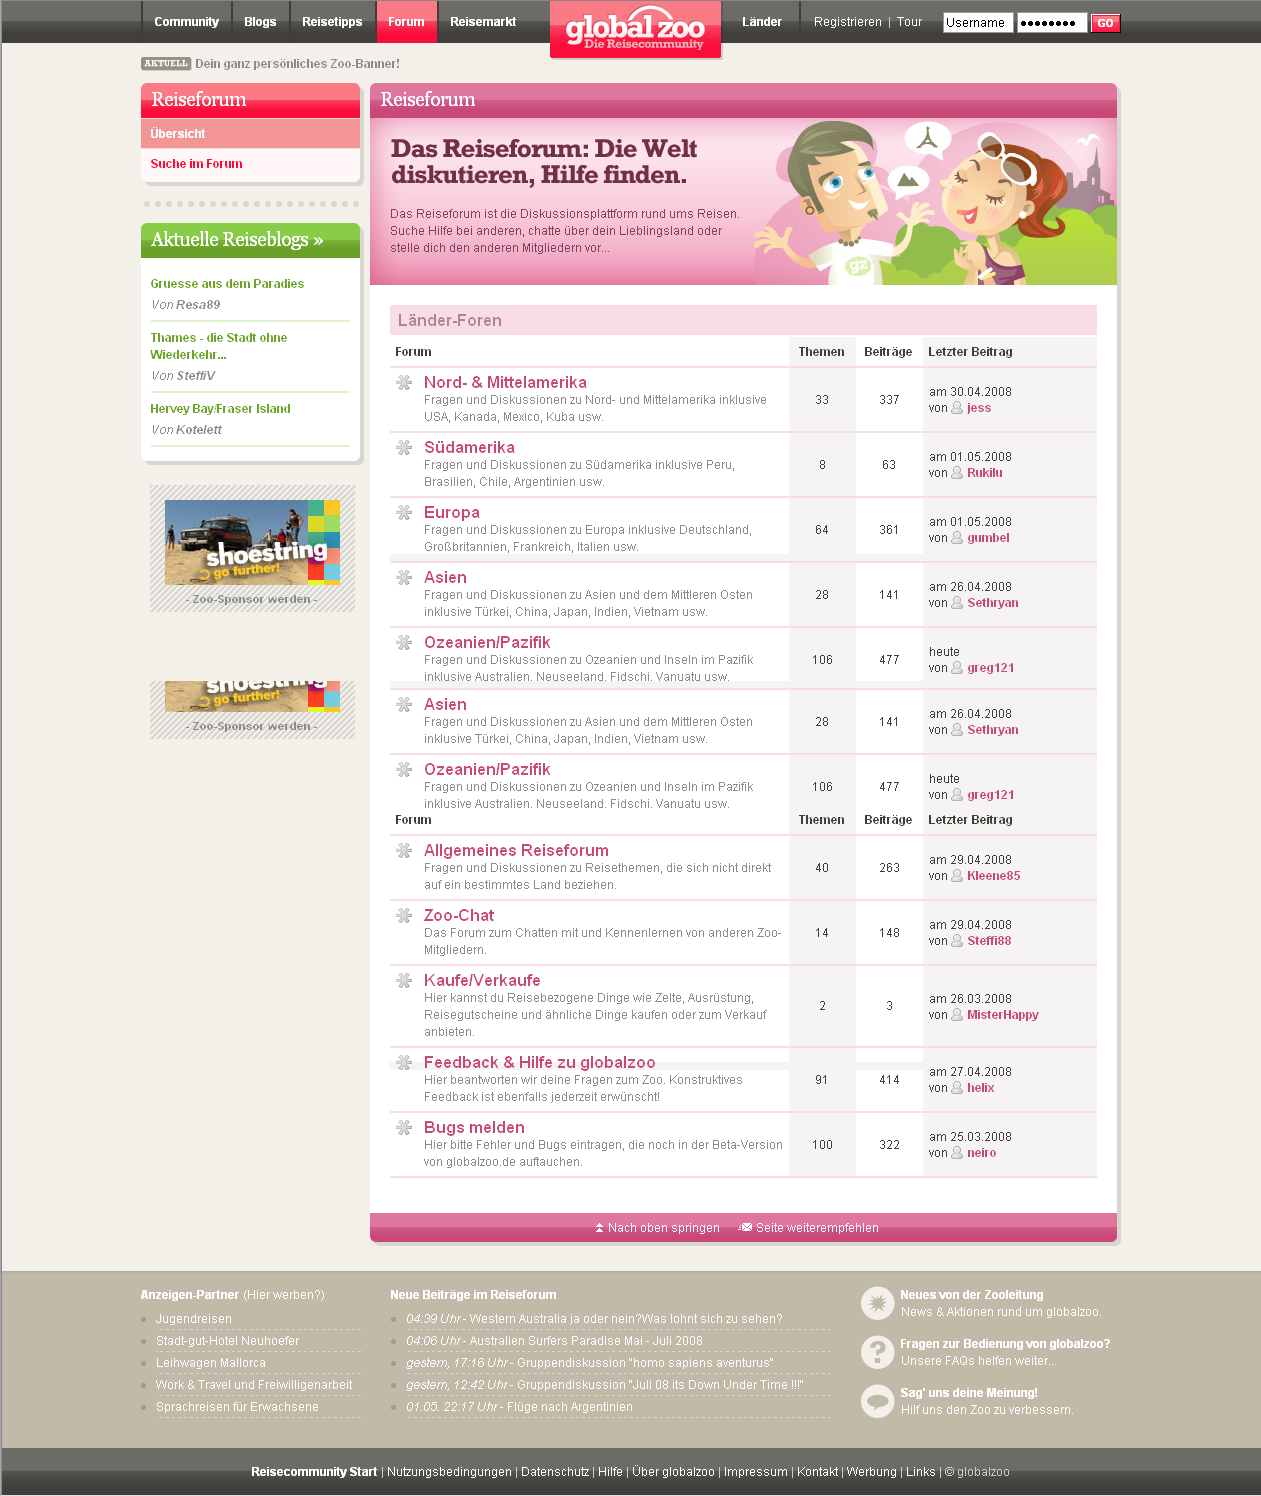 Community Blogs Reisetipps Forum Reisemarkt global zoo Länder Registrieren | Tour Username •••••••• GO
Die Reisecommunity
AKTUELL Dein ganz persönliches Zoo-Banner!
Reiseforum
Übersicht
Suche im Forum
Aktuelle Reiseblogs »
Gruesse aus dem Paradies
Von Resa89
Thames - die Stadt ohne
Wiederkehr...
Von SteffiV
Hervey Bay/Fraser Island
Von Kotelett
shoestring
go further!
- Zoo-Sponsor werden -
shoestring
go further!
- Zoo-Sponsor werden -
Reiseforum
Das Reiseforum: Die Welt
diskutieren, Hilfe finden.
Das Reiseforum ist die Diskussionsplattform rund ums Reisen.
Suche Hilfe bei anderen, chatte über dein Lieblingsland oder
stelle dich den anderen Mitgliedern vor...
gz
Länder-Foren
Forum Themen Beiträge Letzter Beitrag
Nord- & Mittelamerika
Fragen und Diskussionen zu Nord- und Mittelamerika inklusive
USA, Kanada, Mexico, Kuba usw.
33 337 am 30.04.2008
von jess
Südamerika
Fragen und Diskussionen zu Südamerika inklusive Peru,
Brasilien, Chile, Argentinien usw.
8 63 am 01.05.2008
von Rukilu
Europa
Fragen und Diskussionen zu Europa inklusive Deutschland,
Großbritannien, Frankreich, Italien usw.
64 361 am 01.05.2008
von gumbel
Asien
Fragen und Diskussionen zu Asien und dem Mittleren Osten
inklusive Türkei, China, Japan, Indien, Vietnam usw.
28 141 am 26.04.2008
von Sethryan
Ozeanien/Pazifik
Fragen und Diskussionen zu Ozeanien und Inseln im Pazifik
inklusive Australien, Neuseeland, Fidschi, Vanuatu usw.
106 477 heute
von greg121
Asien
Fragen und Diskussionen zu Asien und dem Mittleren Osten
inklusive Türkei, China, Japan, Indien, Vietnam usw.
28 141 am 26.04.2008
von Sethryan
Ozeanien/Pazifik
Fragen und Diskussionen zu Ozeanien und Inseln im Pazifik
inklusive Australien, Neuseeland, Fidschi, Vanuatu usw.
106 477 heute
von greg121
Forum Themen Beiträge Letzter Beitrag
Allgemeines Reiseforum
Fragen und Diskussionen zu Reisethemen, die sich nicht direkt
auf ein bestimmtes Land beziehen.
40 263 am 29.04.2008
von Kleene85
Zoo-Chat
Das Forum zum Chatten mit und Kennenlernen von anderen Zoo-
Mitgliedern.
14 148 am 29.04.2008
von Steffi88
Kaufe/Verkaufe
Hier kannst du Reisebezogene Dinge wie Zelte, Ausrüstung,
Reisegutscheine und ähnliche Dinge kaufen oder zum Verkauf
anbieten.
2 3 am 26.03.2008
von MisterHappy
Feedback & Hilfe zu globalzoo
Hier beantworten wir deine Fragen zum Zoo. Konstruktives
Feedback ist ebenfalls jederzeit erwünscht!
91 414 am 27.04.2008
von helix
Bugs melden
Hier bitte Fehler und Bugs eintragen, die noch in der Beta-Version
von globalzoo.de auftauchen.
100 322 am 25.03.2008
von neiro
Nach oben springen Seite weiterempfehlen
Anzeigen-Partner (Hier werben?)
Jugendreisen
Stadt-gut-Hotel Neuhoefer
Leihwagen Mallorca
Work & Travel und Freiwilligenarbeit
Sprachreisen für Erwachsene
Neue Beiträge im Reiseforum
04:39 Uhr - Western Australia ja oder nein?Was lohnt sich zu sehen?
04:06 Uhr - Australien Surfers Paradise Mai - Juli 2008
gestern, 17:16 Uhr - Gruppendiskussion "homo sapiens aventurus"
gestern, 12:42 Uhr - Gruppendiskussion "Juli 08 its Down Under Time !!!"
01.05. 22:17 Uhr - Flüge nach Argentinien
Neues von der Zooleitung
News & Aktionen rund um globalzoo.
Fragen zur Bedienung von globalzoo?
Unsere FAQs helfen weiter...
Sag' uns deine Meinung!
Hilf uns den Zoo zu verbessern.
Reisecommunity Start | Nutzungsbedingungen | Datenschutz | Hilfe | Über globalzoo | Impressum | Kontakt | Werbung | Links | © globalzoo